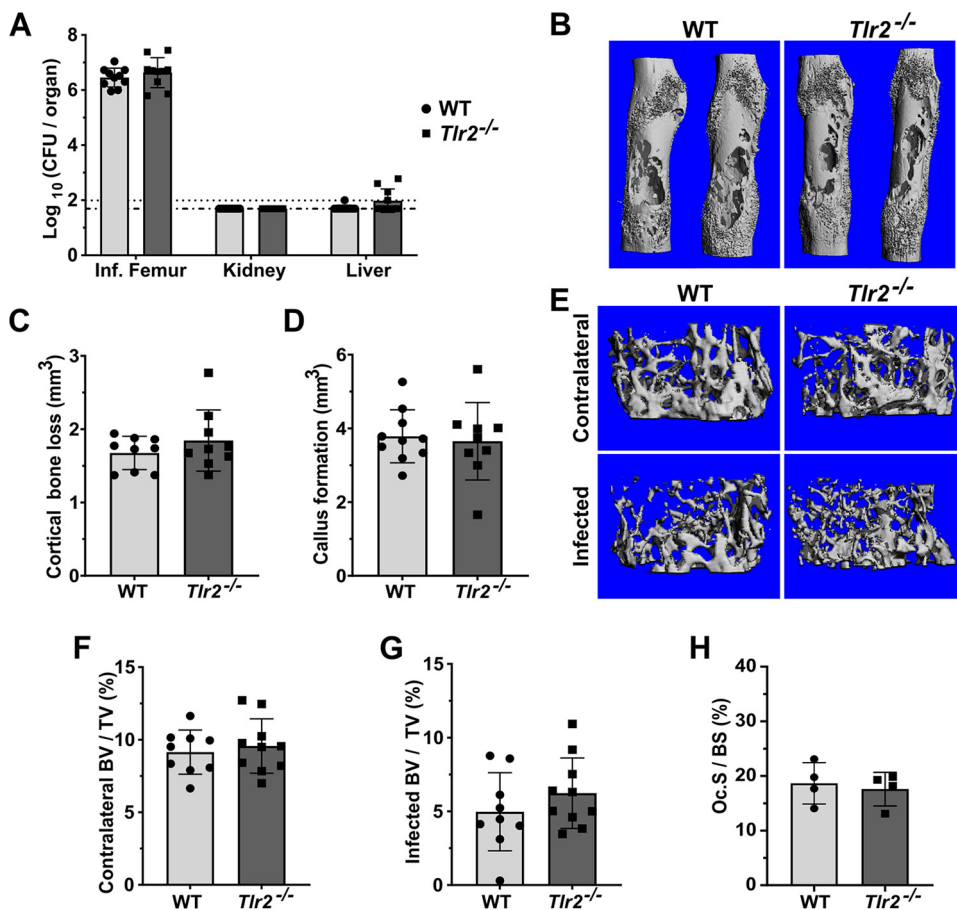 A
8
6
4
2
0
Log 10 (CFU / organ)
Inf. Femur
Kidney
Liver
WT
Tlr2-/-
B
WT
Tlr2-/-
C
3
2
1
0
Cortical bone loss (mm3)
WT
Tlr2-/-
D
6
4
2
0
Callus formation (mm3)
WT
Tlr2-/-
E
WT
Tlr2-/-
Contralateral
Infected
F
15
10
5
0
Contralateral BV / TV (%)
WT
Tlr2-/-
G
15
10
5
0
Infected BV / TV (%)
WT
Tlr2-/-
H
40
30
20
10
0
Oc.S / BS (%)
WT
Tlr2-/-